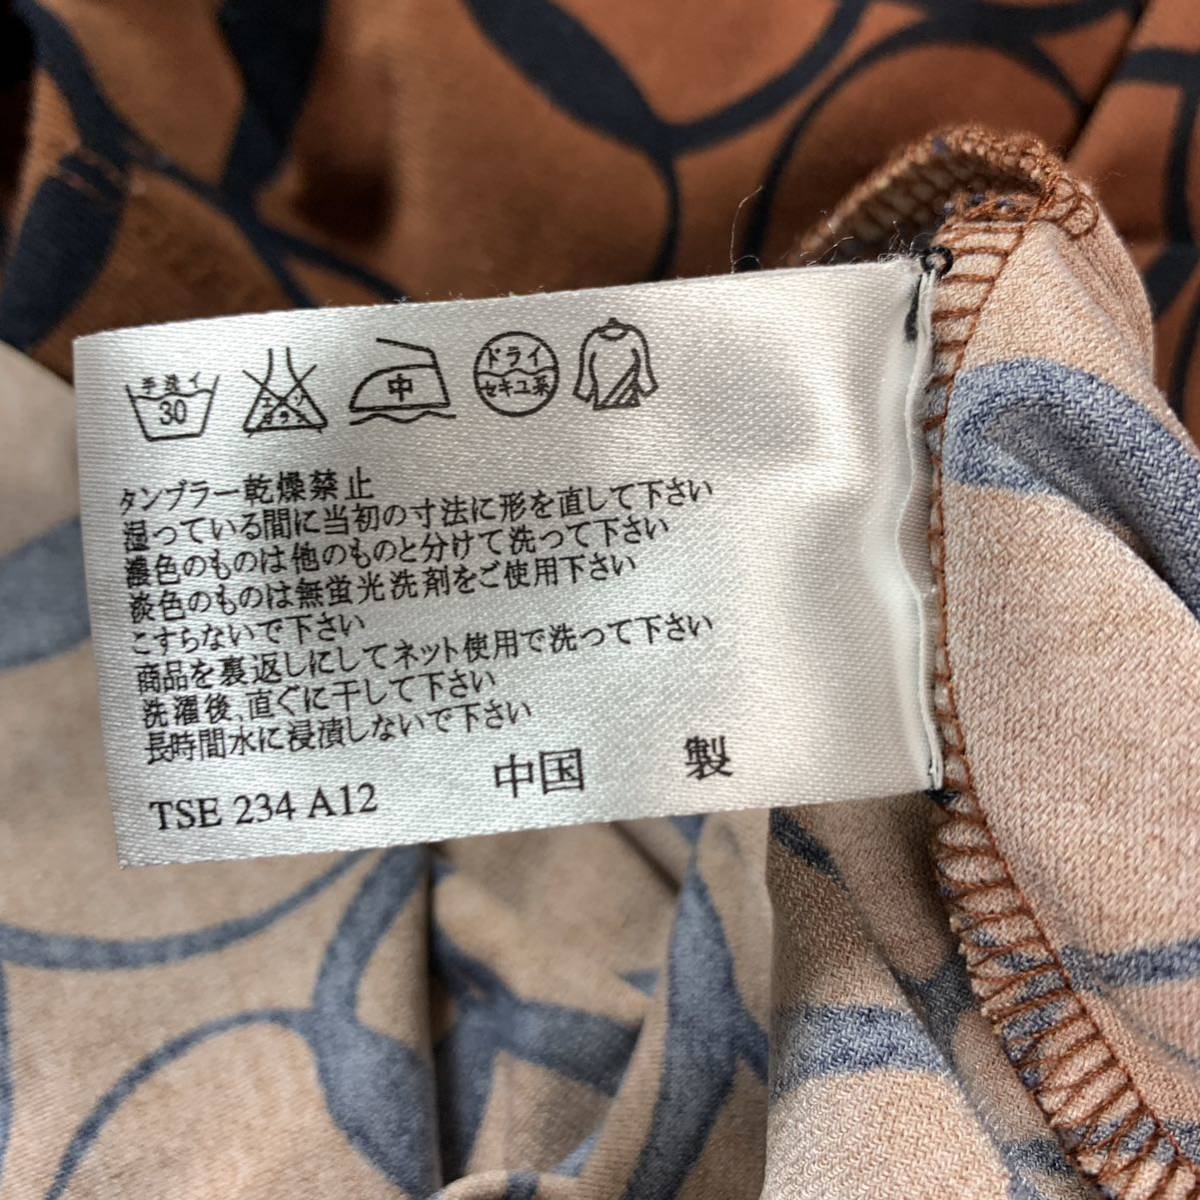 手洗イ 30 エンソ サラシ 中 ドライ セキユ系
タンブラー乾燥禁止
湿っている間に当初の寸法に形を直して下さい
濃色のものは他のものと分けて洗って下さい
淡色のものは無蛍光洗剤をご使用下さい
こすらないで下さい
商品を裏返しにしてネット使用で洗って下さい
洗濯後、直ぐに干して下さい
長時間水に浸漬しないで下さい
TSE 234 A12 中国 製